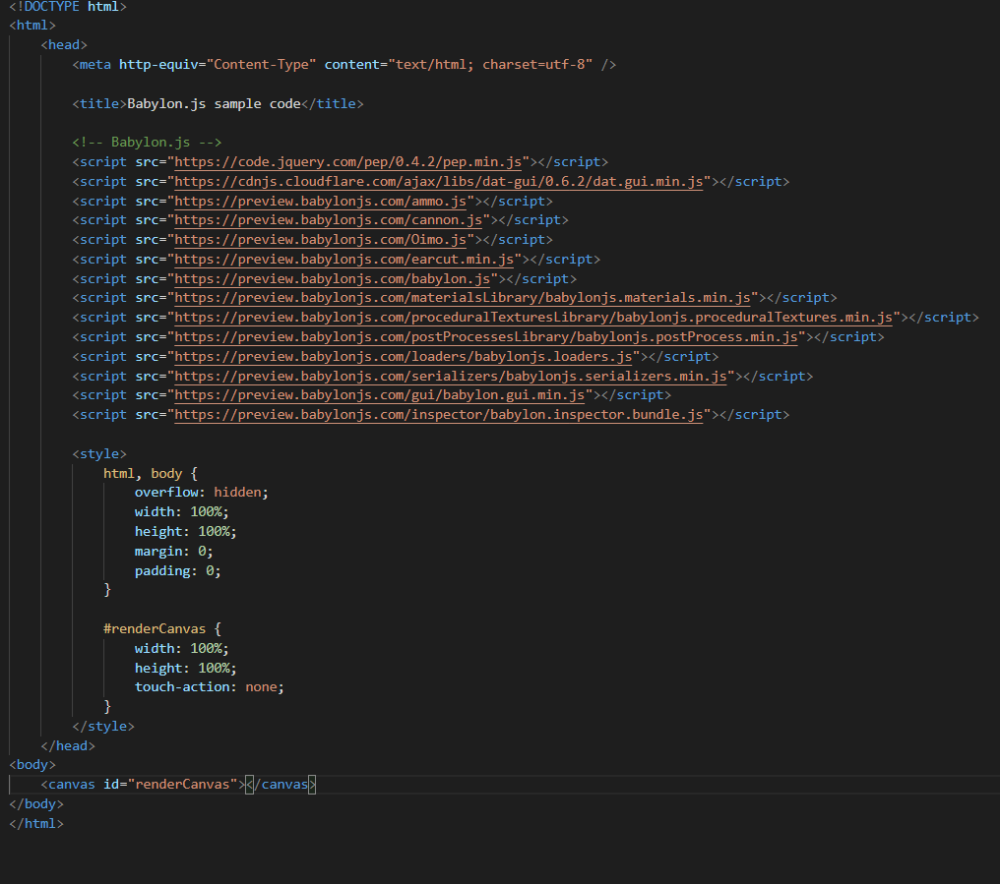 <!DOCTYPE html>
<html>
<head>
<meta http-equiv="Content-Type" content="text/html; charset=utf-8" />
<title>Babylon.js sample code</title>
<!-- Babylon.js -->
<script src="https://code.jquery.com/pep/0.4.2/pep.min.js"></script>
<script src="https://cdnjs.cloudflare.com/ajax/libs/dat-gui/0.6.2/dat.gui.min.js"></script>
<script src="https://preview.babylonjs.com/ammo.js"></script>
<script src="https://preview.babylonjs.com/cannon.js"></script>
<script src="https://preview.babylonjs.com/Oimo.js"></script>
<script src="https://preview.babylonjs.com/earcut.min.js"></script>
<script src="https://preview.babylonjs.com/babylon.js"></script>
<script src="https://preview.babylonjs.com/materialsLibrary/babylonjs.materials.min.js"></script>
<script src="https://preview.babylonjs.com/proceduralTexturesLibrary/babylonjs.proceduralTextures.min.js"></script>
<script src="https://preview.babylonjs.com/postProcessesLibrary/babylonjs.postProcess.min.js"></script>
<script src="https://preview.babylonjs.com/loaders/babylonjs.loaders.js"></script>
<script src="https://preview.babylonjs.com/serializers/babylonjs.serializers.min.js"></script>
<script src="https://preview.babylonjs.com/gui/babylon.gui.min.js"></script>
<script src="https://preview.babylonjs.com/inspector/babylon.inspector.bundle.js"></script>
<style>
html, body {
overflow: hidden;
width: 100%;
height: 100%;
margin: 0;
padding: 0;
}
#renderCanvas {
width: 100%;
height: 100%;
touch-action: none;
}
</style>
</head>
<body>
<canvas id="renderCanvas"></canvas>
</body>
</html>